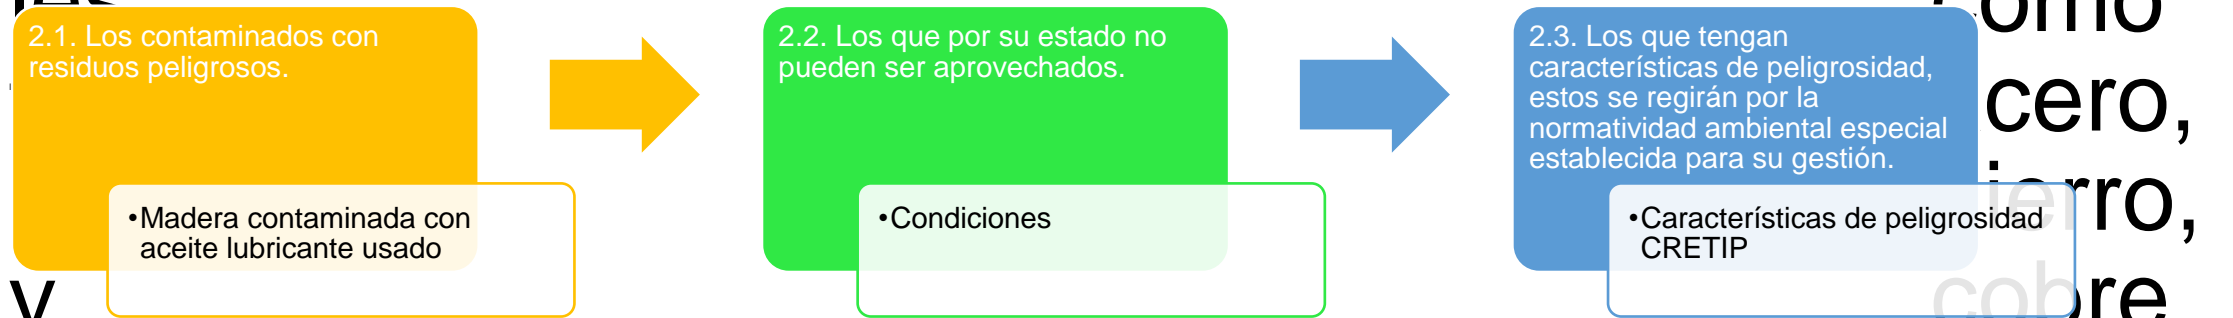 2.1. Los contaminados con
residuos peligrosos.
•Madera contaminada con
aceite lubricante usado
2.2. Los que por su estado no
pueden ser aprovechados.
•Condiciones
2.3. Los que tengan
características de peligrosidad,
estos se regirán por la
normatividad ambiental especial
establecida para su gestión.
•Características de peligrosidad
CRETIP
cobre
y